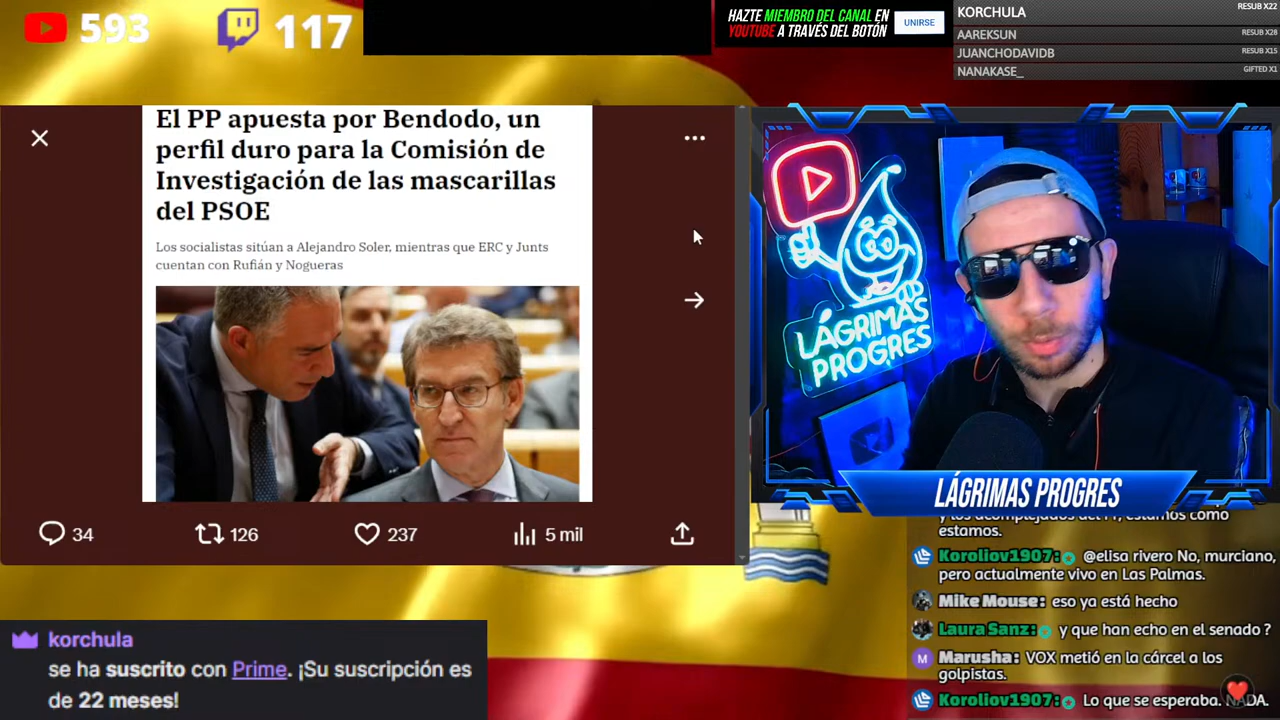 593
117
HAZTE MIEMBRO DEL CANAL EN
YOUTUBE A TRAVÉS DEL BOTÓN
UNIRSE
KORCHULA RESUB X22
AAREKSUN RESUB X28
JUANCHODAVIDB RESUB X15
NANAKASE_ GIFTED X1
El PP apuesta por Bendodo, un
perfil duro para la Comisión de
Investigación de las mascarillas
del PSOE
Los socialistas sitúan a Alejandro Soler, mientras que ERC y Junts
cuentan con Rufián y Nogueras
34
126
237
5 mil
LÁGRIMAS
PROGRES
LÁGRIMAS PROGRES
estamos como
estamos.
Koroliov1907: @elisa rivero No, murciano,
pero actualmente vivo en Las Palmas.
Mike Mouse: eso ya está hecho
Laura Sanz: y que han echo en el senado ?
Marusha: VOX metió en la cárcel a los
golpistas.
Koroliov1907: Lo que se esperaba. NADA.
M
korchula
se ha suscrito con Prime. ¡Su suscripción es
de 22 meses!